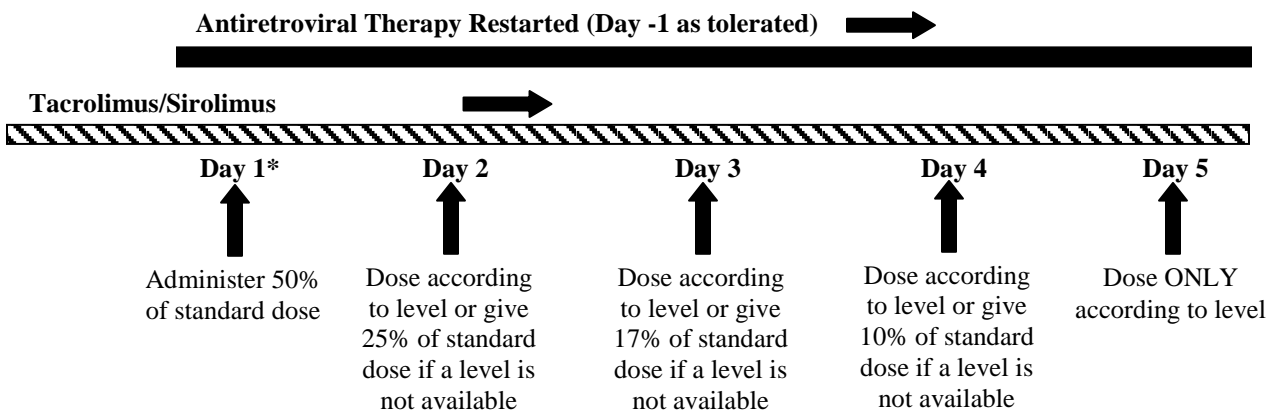 Antiretroviral Therapy Restarted (Day -1 as tolerated)
Tacrolimus/Sirolimus
Day 1*
Day 2
Day 3
Day 4
Day 5
Administer 50%
of standard dose
Dose according
to level or give
25% of standard
dose if a level is
not available
Dose according
to level or give
17% of standard
dose if a level is
not available
Dose according
to level or give
10% of standard
dose if a level is
not available
Dose ONLY
according to level